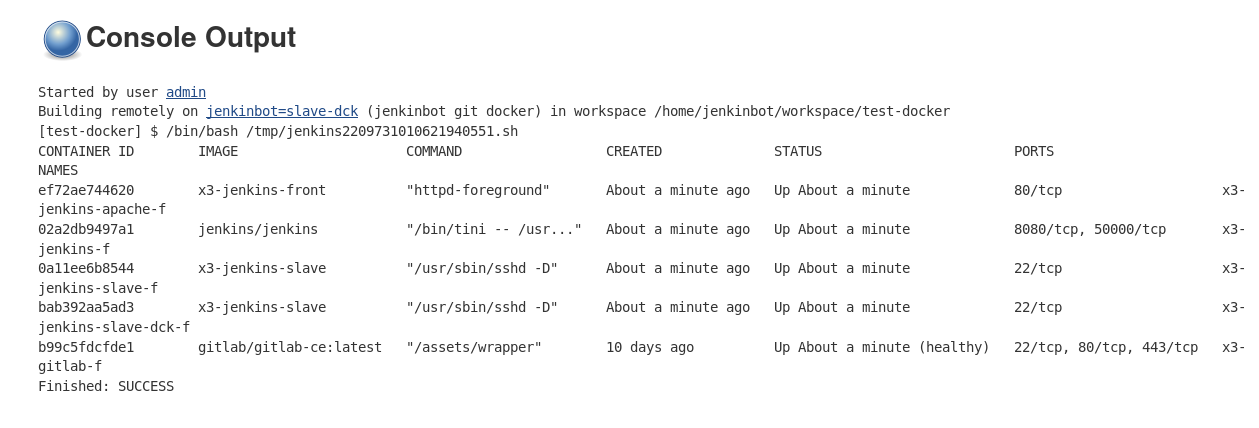 Console Output
Started by user admin
Building remotely on jenkinbot=slave-dck (jenkinbot git docker) in workspace /home/jenkinbot/workspace/test-docker
[test-docker] $ /bin/bash /tmp/jenkins2209731010621940551.sh
CONTAINER ID        IMAGE                     COMMAND                  CREATED              STATUS                        PORTS
NAMES
ef72ae744620        x3-jenkins-front          "httpd-foreground"       About a minute ago   Up About a minute             80/tcp                    x3-
jenkins-apache-f
02a2db9497a1        jenkins/jenkins           "/bin/tini -- /usr..."   About a minute ago   Up About a minute             8080/tcp, 50000/tcp       x3-
jenkins-f
0a11ee6b8544        x3-jenkins-slave          "/usr/sbin/sshd -D"      About a minute ago   Up About a minute             22/tcp                    x3-
jenkins-slave-f
bab392aa5ad3        x3-jenkins-slave          "/usr/sbin/sshd -D"      About a minute ago   Up About a minute             22/tcp                    x3-
jenkins-slave-dck-f
b99c5fdcfde1        gitlab/gitlab-ce:latest   "/assets/wrapper"        10 days ago          Up About a minute (healthy)   22/tcp, 80/tcp, 443/tcp   x3-
gitlab-f
Finished: SUCCESS